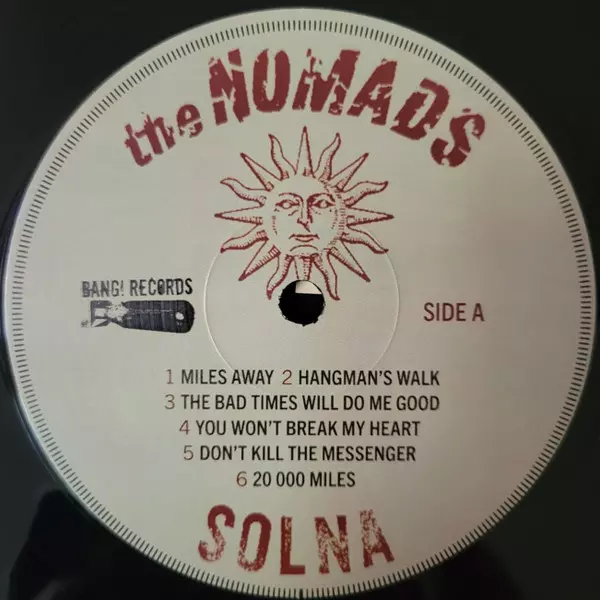 the NOMADS
BANG! RECORDS
SIDE A
1 MILES AWAY 2 HANGMAN'S WALK
3 THE BAD TIMES WILL DO ME GOOD
4 YOU WON'T BREAK MY HEART
5 DON'T KILL THE MESSENGER
6 20 000 MILES
SOLNA